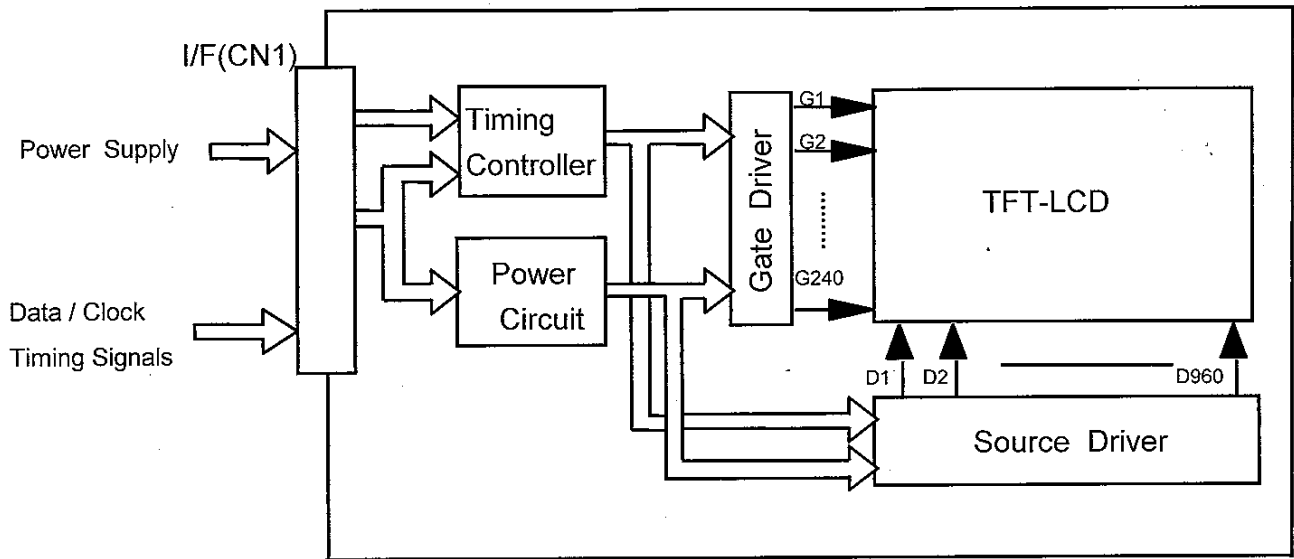 I/F(CN1)
Power Supply
Data / Clock
Timing Signals
Timing
Controller
Power
Circuit
Gate Driver
G1
G2
G240
TFT-LCD
D1
D2
D960
Source Driver